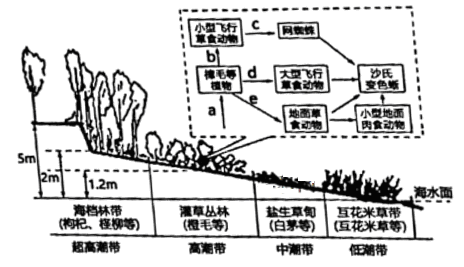 小型飞行
草食动物
c
网蜘蛛
b
橙毛等
植物
d
大型飞行
草食动物
沙氏
变色蜥
a
e
地面草
食动物
小型地面
肉食动物
5m
2m
1.2m
海水面
海档林带
(枸杞、柽柳等)
灌草丛林
(橙毛等)
盐生草甸
(白茅等)
互花米草带
(互花米草等)
超高潮带
高潮带
中潮带
低潮带